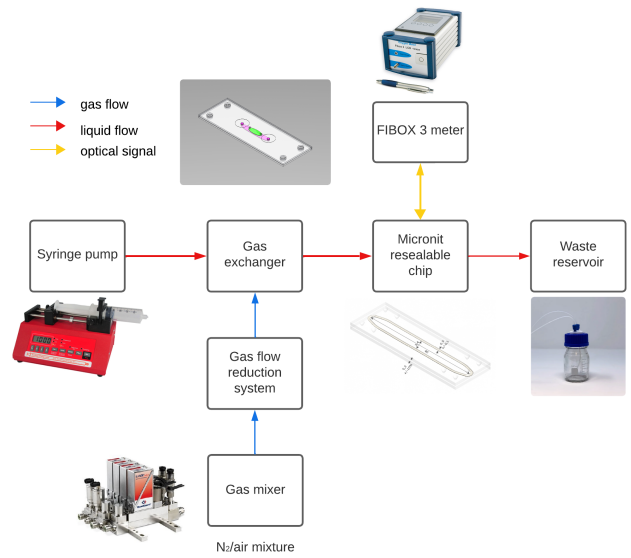 gas flow
liquid flow
optical signal
FIBOX 3 meter
Syringe pump
Gas
exchanger
Micronit
resealable
chip
Waste
reservoir
Gas flow
reduction
system
Gas mixer
N₂/air mixture